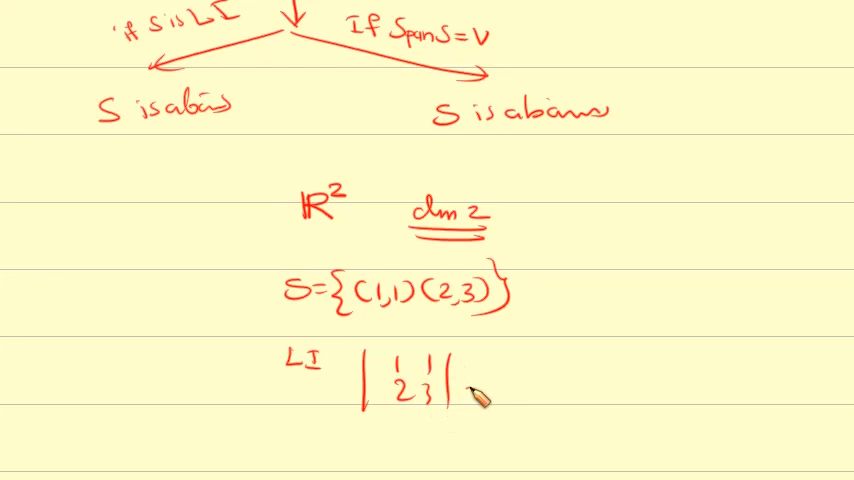 if S is LI If Span S = V
S is a basis S is a basis
ℝ² dim 2
S={(1,1)(2,3)}
LI | 1 1 |
2 3